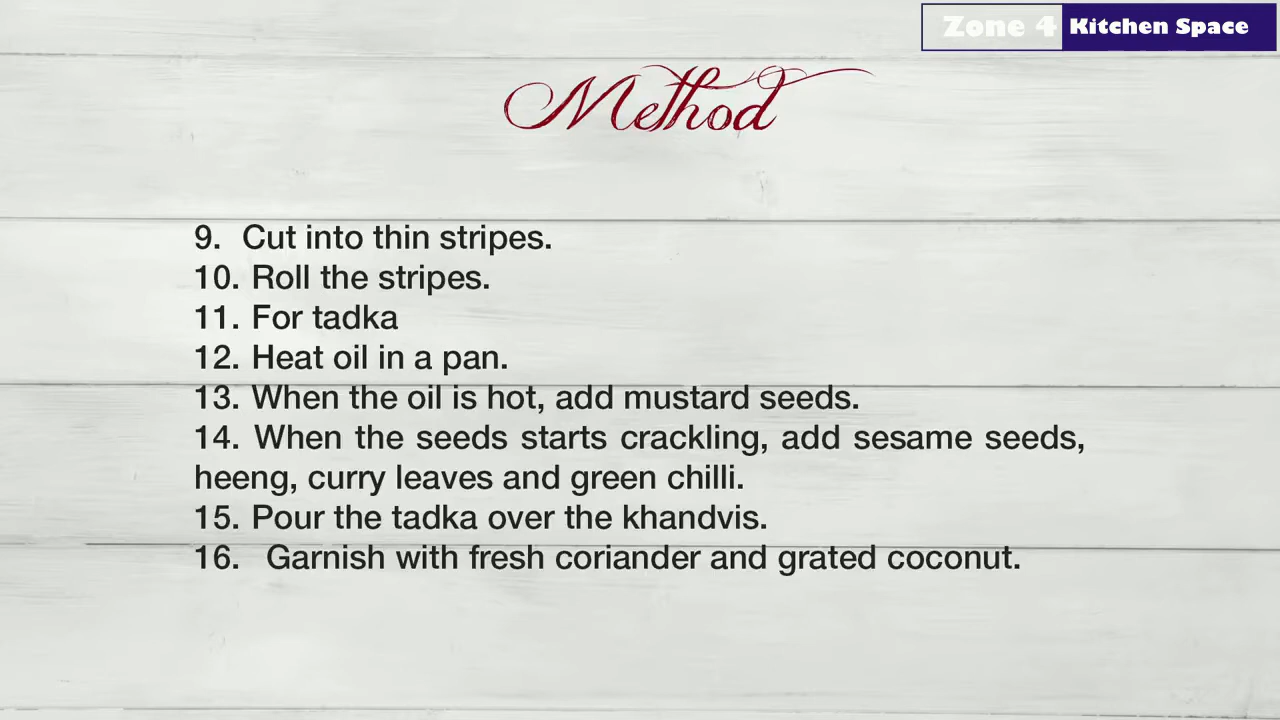 Zone 4 Kitchen Space
Method
9. Cut into thin stripes.
10. Roll the stripes.
11. For tadka
12. Heat oil in a pan.
13. When the oil is hot, add mustard seeds.
14. When the seeds starts crackling, add sesame seeds,
heeng, curry leaves and green chilli.
15. Pour the tadka over the khandvis.
16. Garnish with fresh coriander and grated coconut.